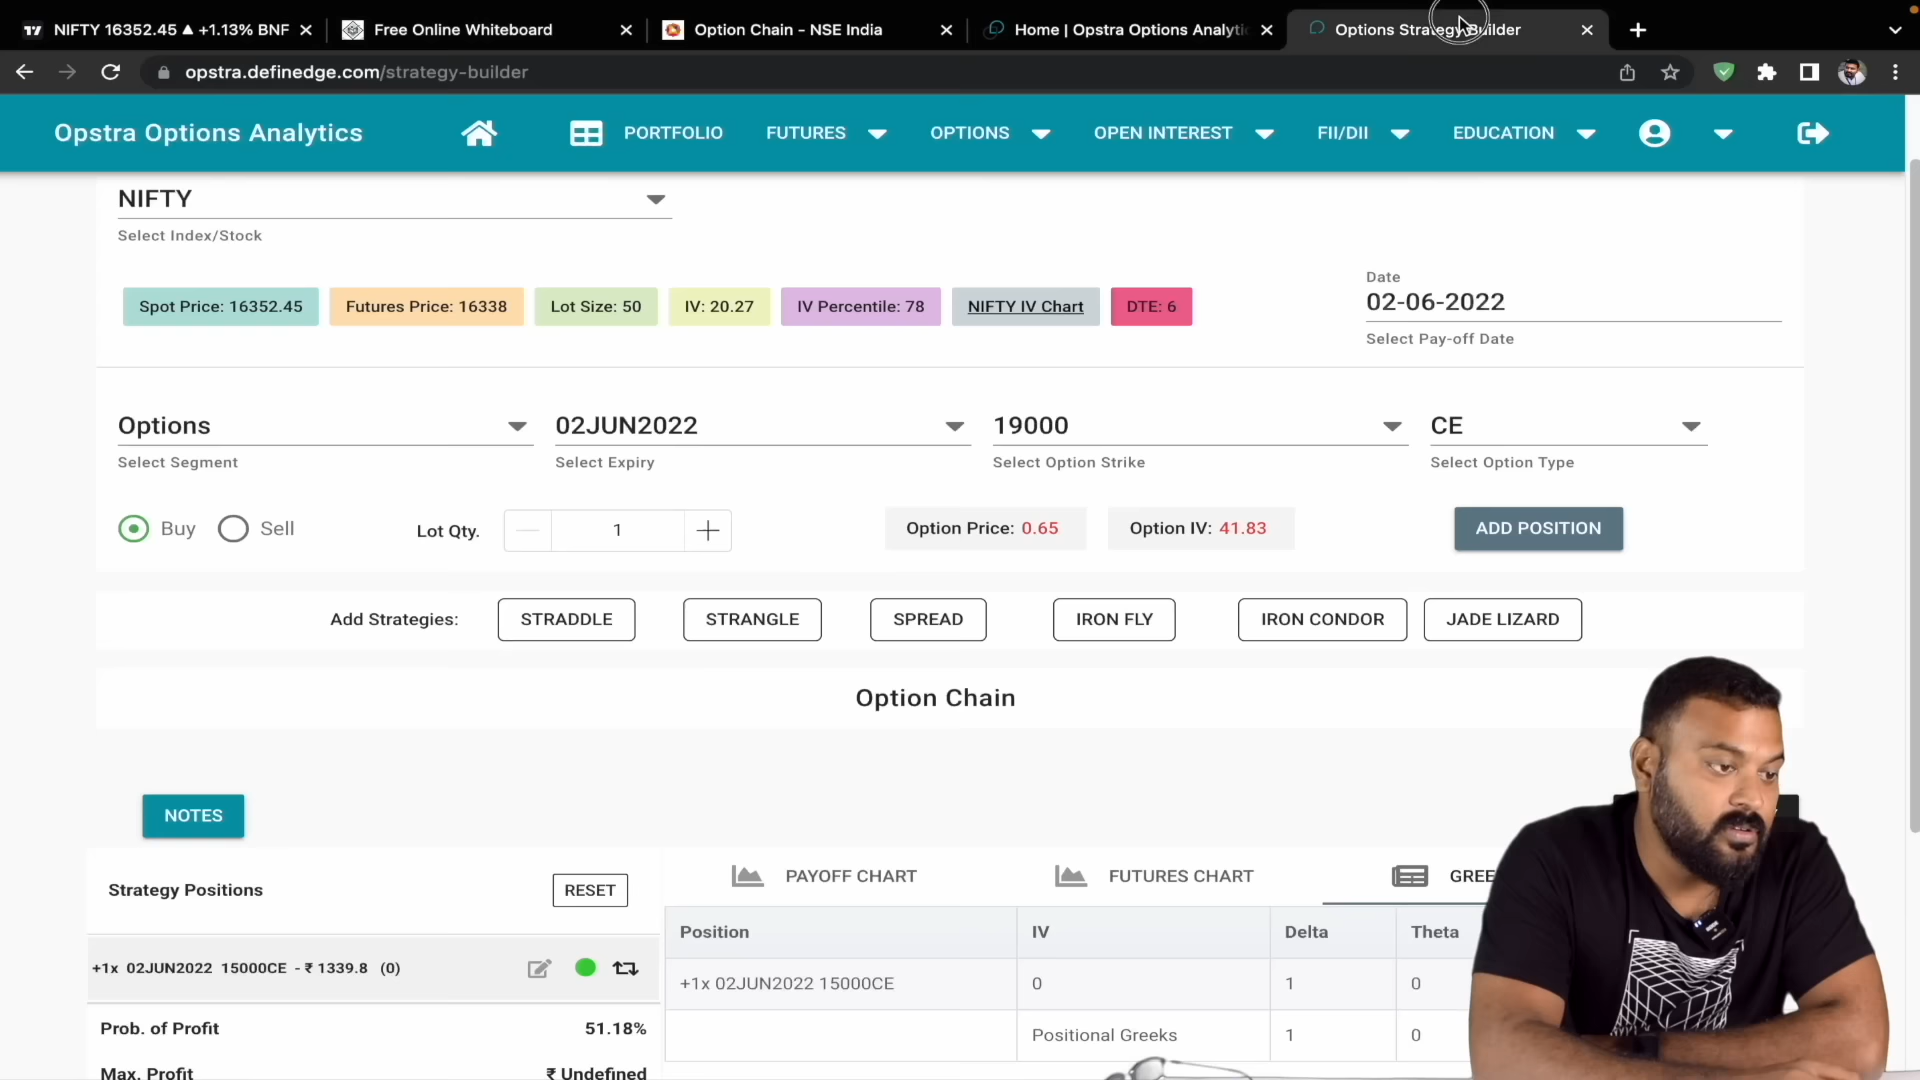 NIFTY 16352.45 ▲ +1.13% BNF
Free Online Whiteboard
Option Chain - NSE India
Home | Opstra Options Analyti
Options Strategy Builder
opstra.definedge.com/strategy-builder
Opstra Options Analytics
PORTFOLIO
FUTURES
OPTIONS
OPEN INTEREST
FII/DII
EDUCATION
NIFTY
Select Index/Stock
Spot Price: 16352.45
Futures Price: 16338
Lot Size: 50
IV: 20.27
IV Percentile: 78
NIFTY IV Chart
DTE: 6
Date
02-06-2022
Select Pay-off Date
Options
02JUN2022
19000
CE
Select Segment
Select Expiry
Select Option Strike
Select Option Type
Buy
Sell
Lot Qty.
1
Option Price: 0.65
Option IV: 41.83
ADD POSITION
Add Strategies:
STRADDLE
STRANGLE
SPREAD
IRON FLY
IRON CONDOR
JADE LIZARD
Option Chain
NOTES
Strategy Positions
RESET
PAYOFF CHART
FUTURES CHART
GREE
Position
IV
Delta
Theta
+1x 02JUN2022 15000CE - ₹ 1339.8 (0)
+1x 02JUN2022 15000CE
0
1
0
Prob. of Profit
51.18%
Positional Greeks
1
0
Max. Profit
₹ Undefined